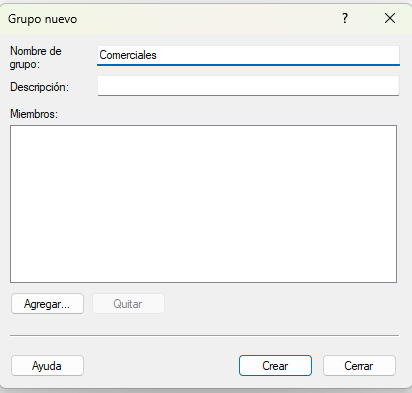 Grupo nuevo
Nombre de
grupo:
Comerciales
Descripción:
Miembros:
Agregar...
Quitar
Ayuda
Crear
Cerrar